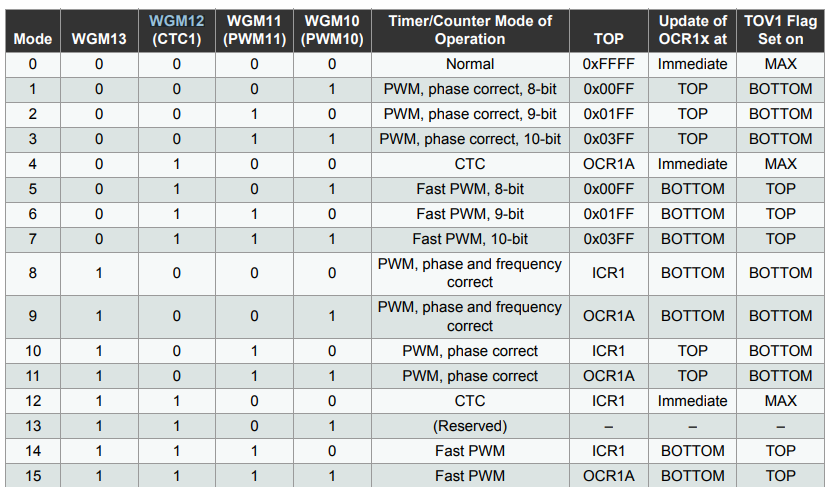 Mode WGM13 WGM12 (CTC1) WGM11 (PWM11) WGM10 (PWM10) Timer/Counter Mode of Operation TOP Update of OCR1x at TOV1 Flag Set on
0 0 0 0 0 Normal 0xFFFF Immediate MAX
1 0 0 0 1 PWM, phase correct, 8-bit 0x00FF TOP BOTTOM
2 0 0 1 0 PWM, phase correct, 9-bit 0x01FF TOP BOTTOM
3 0 0 1 1 PWM, phase correct, 10-bit 0x03FF TOP BOTTOM
4 0 1 0 0 CTC OCR1A Immediate MAX
5 0 1 0 1 Fast PWM, 8-bit 0x00FF BOTTOM TOP
6 0 1 1 0 Fast PWM, 9-bit 0x01FF BOTTOM TOP
7 0 1 1 1 Fast PWM, 10-bit 0x03FF BOTTOM TOP
8 1 0 0 0 PWM, phase and frequency correct ICR1 BOTTOM BOTTOM
9 1 0 0 1 PWM, phase and frequency correct OCR1A BOTTOM BOTTOM
10 1 0 1 0 PWM, phase correct ICR1 TOP BOTTOM
11 1 0 1 1 PWM, phase correct OCR1A TOP BOTTOM
12 1 1 0 0 CTC ICR1 Immediate MAX
13 1 1 0 1 (Reserved) – – –
14 1 1 1 0 Fast PWM ICR1 BOTTOM TOP
15 1 1 1 1 Fast PWM OCR1A BOTTOM TOP